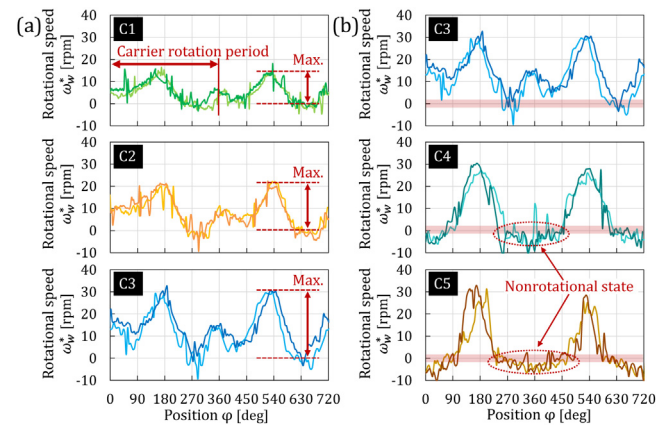 (a)
Rotational speed
ω*w [rpm]
40
30
20
10
0
-10
C1
Carrier rotation period
Max.
Rotational speed
ω*w [rpm]
40
30
20
10
0
-10
C2
Max.
Rotational speed
ω*w [rpm]
40
30
20
10
0
-10
C3
Max.
0 90 180 270 360 450 540 630 720
Position φ [deg]
(b)
Rotational speed
ω*w [rpm]
40
30
20
10
0
-10
C3
Rotational speed
ω*w [rpm]
40
30
20
10
0
-10
C4
Nonrotational state
Rotational speed
ω*w [rpm]
40
30
20
10
0
-10
C5
0 90 180 270 360 450 540 630 720
Position φ [deg]